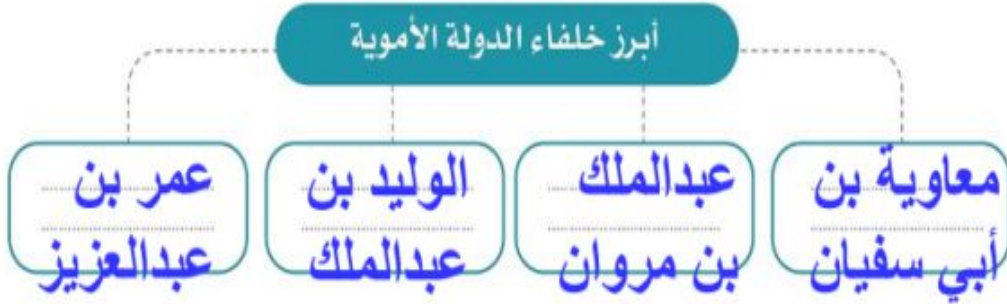 أبرز خلفاء الدولة الأموية
معاوية بن
أبي سفيان
عبدالملك
بن مروان
الوليد بن
عبدالملك
عمر بن
عبدالعزيز